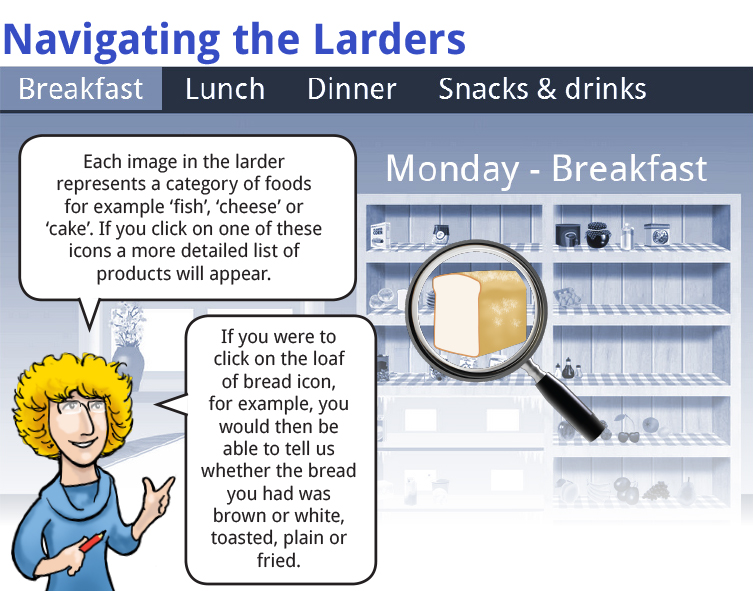 Navigating the Larders
Breakfast Lunch Dinner Snacks & drinks
Each image in the larder
represents a category of foods
for example ‘fish’, ‘cheese’ or
‘cake’. If you click on one of these
icons a more detailed list of
products will appear.
Monday - Breakfast
If you were to
click on the loaf
of bread icon,
for example, you
would then be
able to tell us
whether the bread
you had was
brown or white,
toasted, plain or
fried.